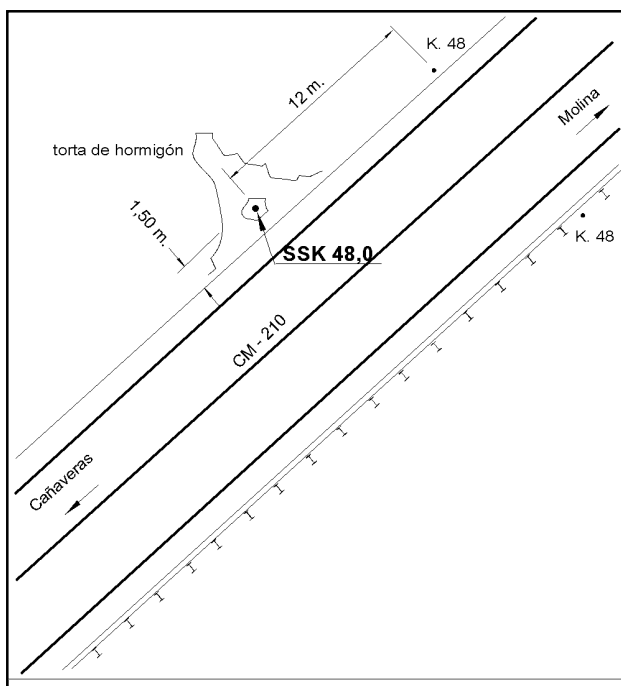 K. 48
12 m.
Molina
torta de hormigón
1,50 m.
SSK 48,0
K. 48
CM - 210
Cañaveras